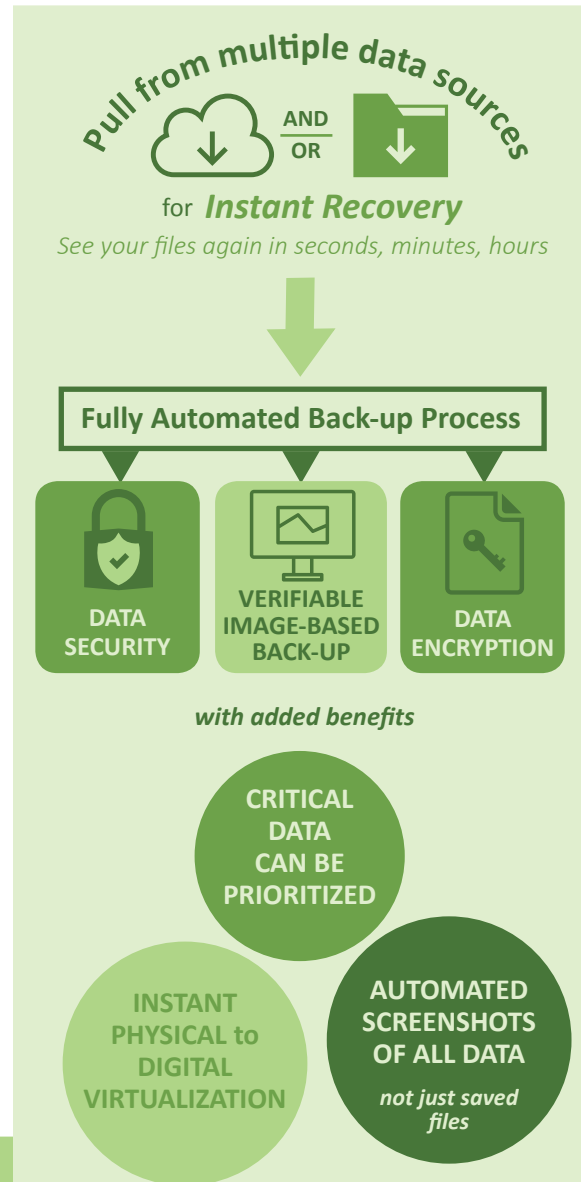 Pull from multiple data sources
AND
OR
for Instant Recovery
See your files again in seconds, minutes, hours
Fully Automated Back-up Process
DATA
SECURITY
VERIFIABLE
IMAGE-BASED
BACK-UP
DATA
ENCRYPTION
with added benefits
CRITICAL
DATA
CAN BE
PRIORITIZED
INSTANT
PHYSICAL to
DIGITAL
VIRTUALIZATION
AUTOMATED
SCREENSHOTS
OF ALL DATA
not just saved
files